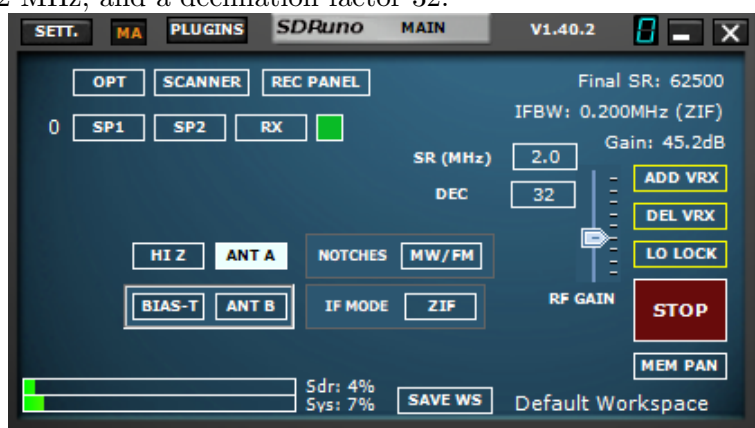 2 MHz, and a decimation factor 32.
SETT. MA PLUGINS SDRuno MAIN V1.40.2 0
OPT SCANNER REC PANEL Final SR: 62500
IFBW: 0.200MHz (ZIF)
0 SP1 SP2 RX
Gain: 45.2dB
SR (MHz) 2.0
ADD VRX
DEC 32
DEL VRX
HI Z ANT A NOTCHES MW/FM LO LOCK
BIAS-T ANT B IF MODE ZIF RF GAIN STOP
MEM PAN
Sdr: 4%
Sys: 7% SAVE WS Default Workspace